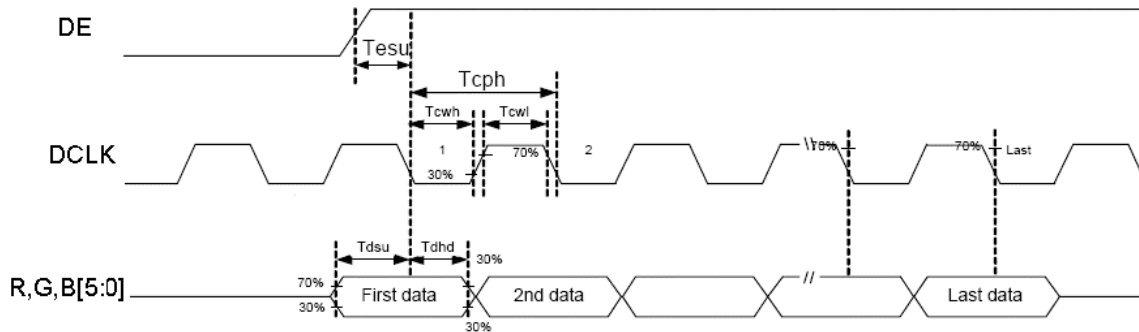 DE
Tesu
Tcph
Tcwh
Tcwl
DCLK
1
70%
2
\\
70%
70%
Last
30%
Tdsu
Tdhd
30%
R,G,B[5:0]
70%
First data
2nd data
//
Last data
30%
30%